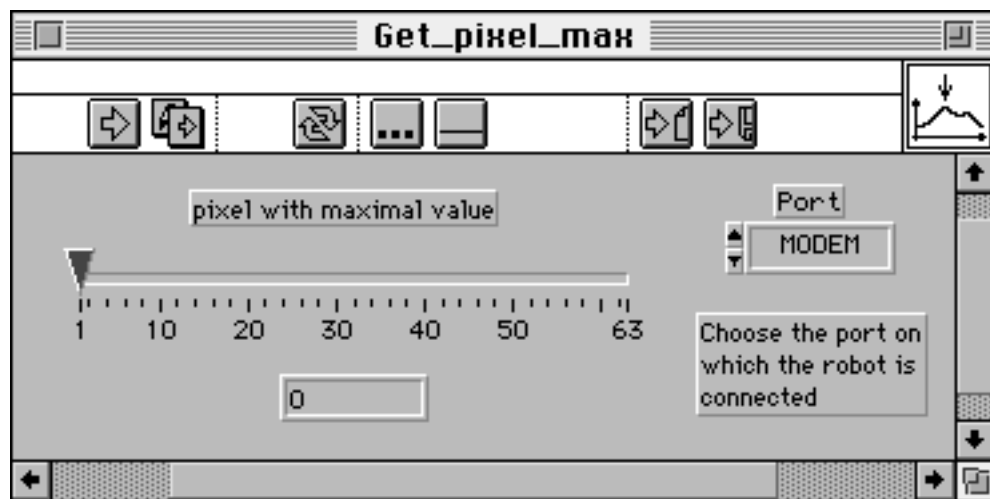 Get_pixel_max
...
pixel with maximal value
Port
MODEM
1 10 20 30 40 50 63
0
Choose the port on
which the robot is
connected